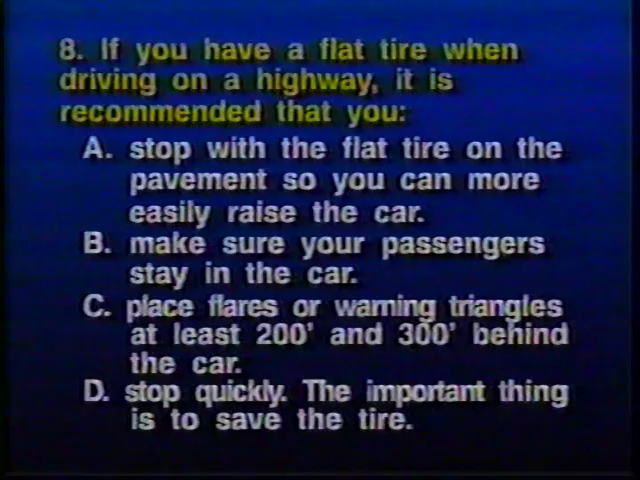 8. If you have a flat tire when
driving on a highway, it is
recommended that you:
A. stop with the flat tire on the
pavement so you can more
easily raise the car.
B. make sure your passengers
stay in the car.
C. place flares or warning triangles
at least 200' and 300' behind
the car.
D. stop quickly. The important thing
is to save the tire.